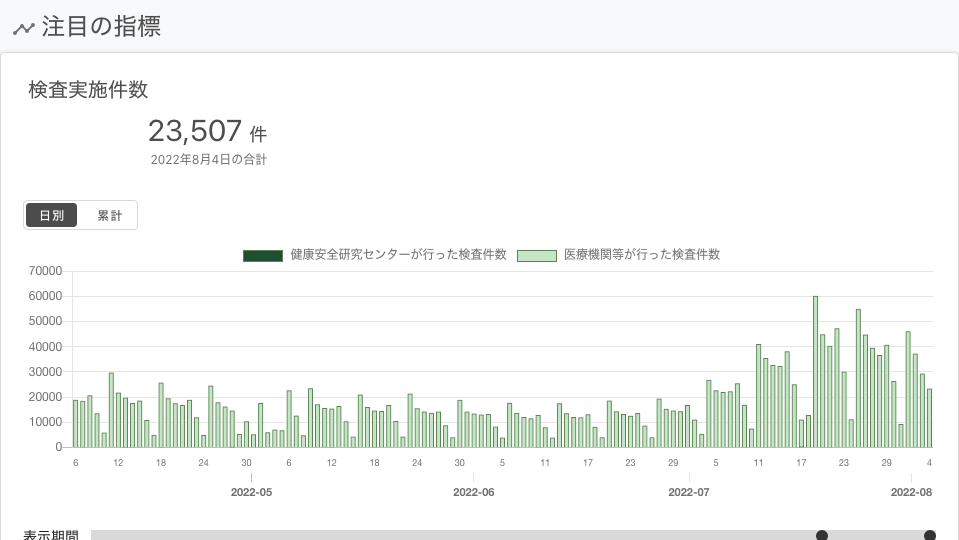 注目の指標
検査実施件数
23,507 件
2022年8月4日の合計
日別 累計
健康安全研究センターが行った検査件数 医療機関等が行った検査件数
70000
60000
50000
40000
30000
20000
10000
0
6 12 18 24 30 6 12 18 24 30 5 11 17 23 29 5 11 17 23 29 4
2022-05 2022-06 2022-07 2022-08
表示期間